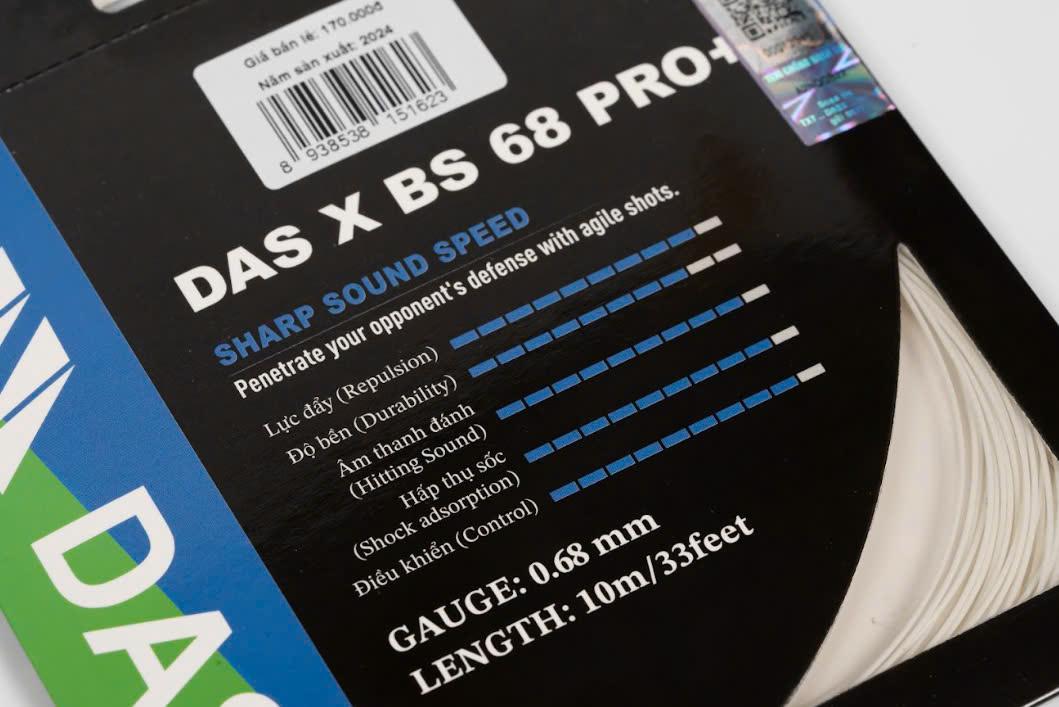 Giá bán lẻ: 170.000đ
Năm sản xuất: 2024
8 938538 151623
DAS X BS 68 PRO+
SHARP SOUND SPEED
Penetrate your opponent's defense with agile shots.
Lực đẩy (Repulsion)
Độ bền (Durability)
Âm thanh đánh
(Hitting Sound)
Hấp thụ sốc
(Shock adsorption)
Điều khiển (Control)
GAUGE: 0.68 mm
LENGTH: 10m/33feet
DAS